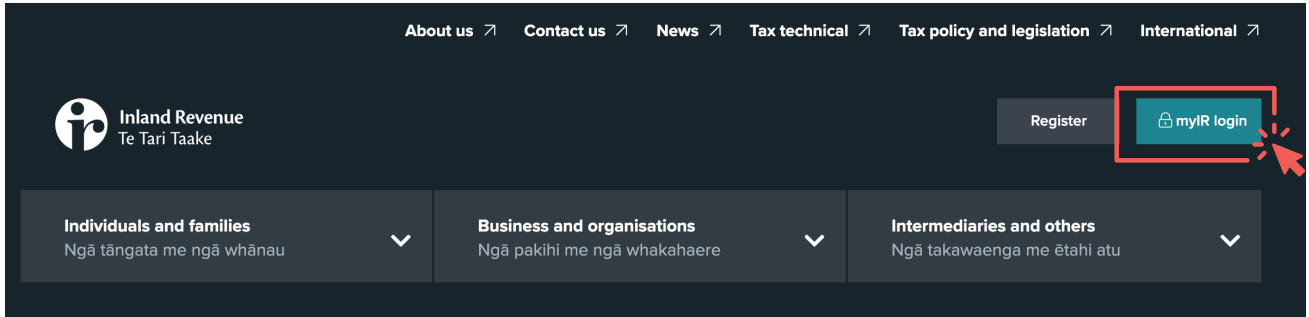 About us Contact us News Tax technical Tax policy and legislation International
ir Inland Revenue
Te Tari Taake
Register myIR login
Individuals and families
Ngā tāngata me ngā whānau
Business and organisations
Ngā pakihi me ngā whakahaere
Intermediaries and others
Ngā takawaenga me ētahi atu